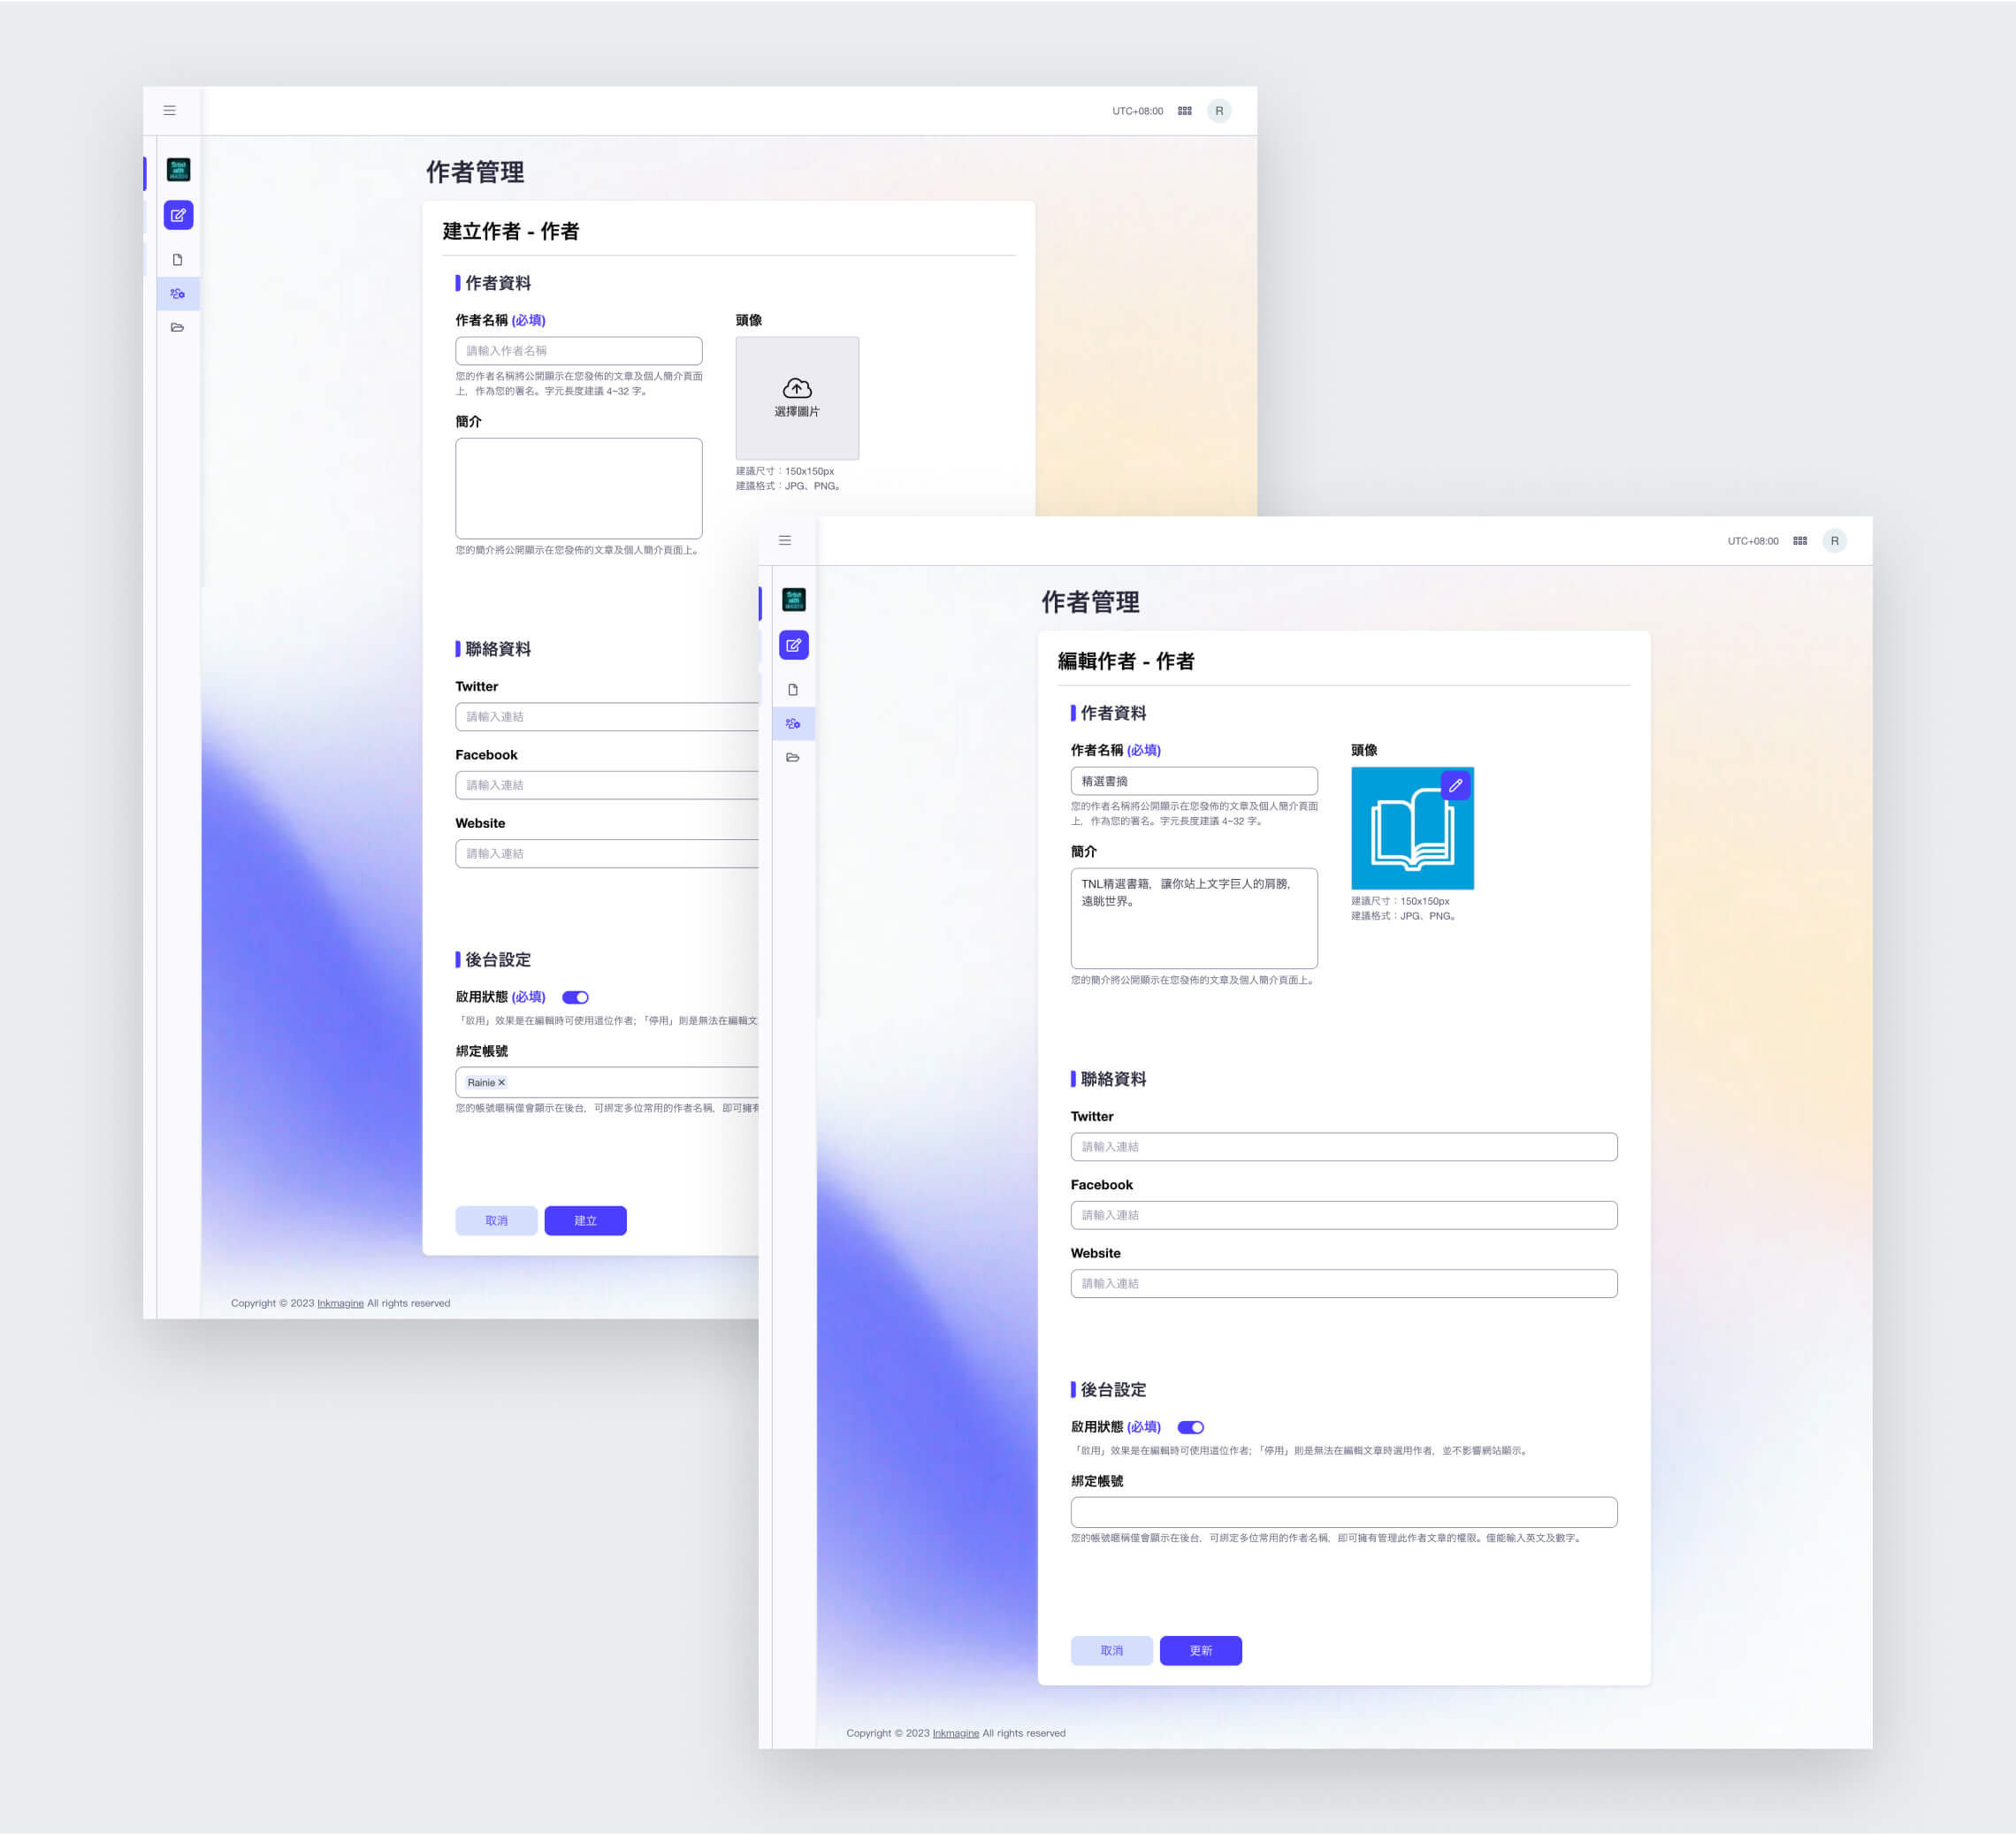 UTC+08:00
R
作者管理
建立作者 - 作者
作者資料
作者名稱 (必填)
請輸入作者名稱
您的作者名稱將公開顯示在您發佈的文章及個人簡介頁面
上，作為您的署名。字元長度建議 4~32 字。
頭像
選擇圖片
建議尺寸：150x150px
建議格式：JPG、PNG。
簡介
您的簡介將公開顯示在您發佈的文章及個人簡介頁面上。
聯絡資料
Twitter
請輸入連結
Facebook
請輸入連結
Website
請輸入連結
後台設定
啟用狀態 (必填)
「啟用」效果是在編輯時可使用這位作者;「停用」則是無法在編輯文
綁定帳號
Rainie ✕
您的帳號暱稱僅會顯示在後台，可綁定多位常用的作者名稱，即可擁有
取消
建立
Copyright © 2023 Inkmagine All rights reserved
UTC+08:00
R
作者管理
編輯作者 - 作者
作者資料
作者名稱 (必填)
精選書摘
您的作者名稱將公開顯示在您發佈的文章及個人簡介頁面
上，作為您的署名。字元長度建議 4~32 字。
頭像
建議尺寸：150x150px
建議格式：JPG、PNG。
簡介
TNL精選書籍，讓你站上文字巨人的肩膀，
遠眺世界。
您的簡介將公開顯示在您發佈的文章及個人簡介頁面上。
聯絡資料
Twitter
請輸入連結
Facebook
請輸入連結
Website
請輸入連結
後台設定
啟用狀態 (必填)
「啟用」效果是在編輯時可使用這位作者;「停用」則是無法在編輯文章時選用作者，並不影響網站顯示。
綁定帳號
您的帳號暱稱僅會顯示在後台，可綁定多位常用的作者名稱，即可擁有管理此作者文章的權限。僅能輸入英文及數字。
取消
更新
Copyright © 2023 Inkmagine All rights reserved